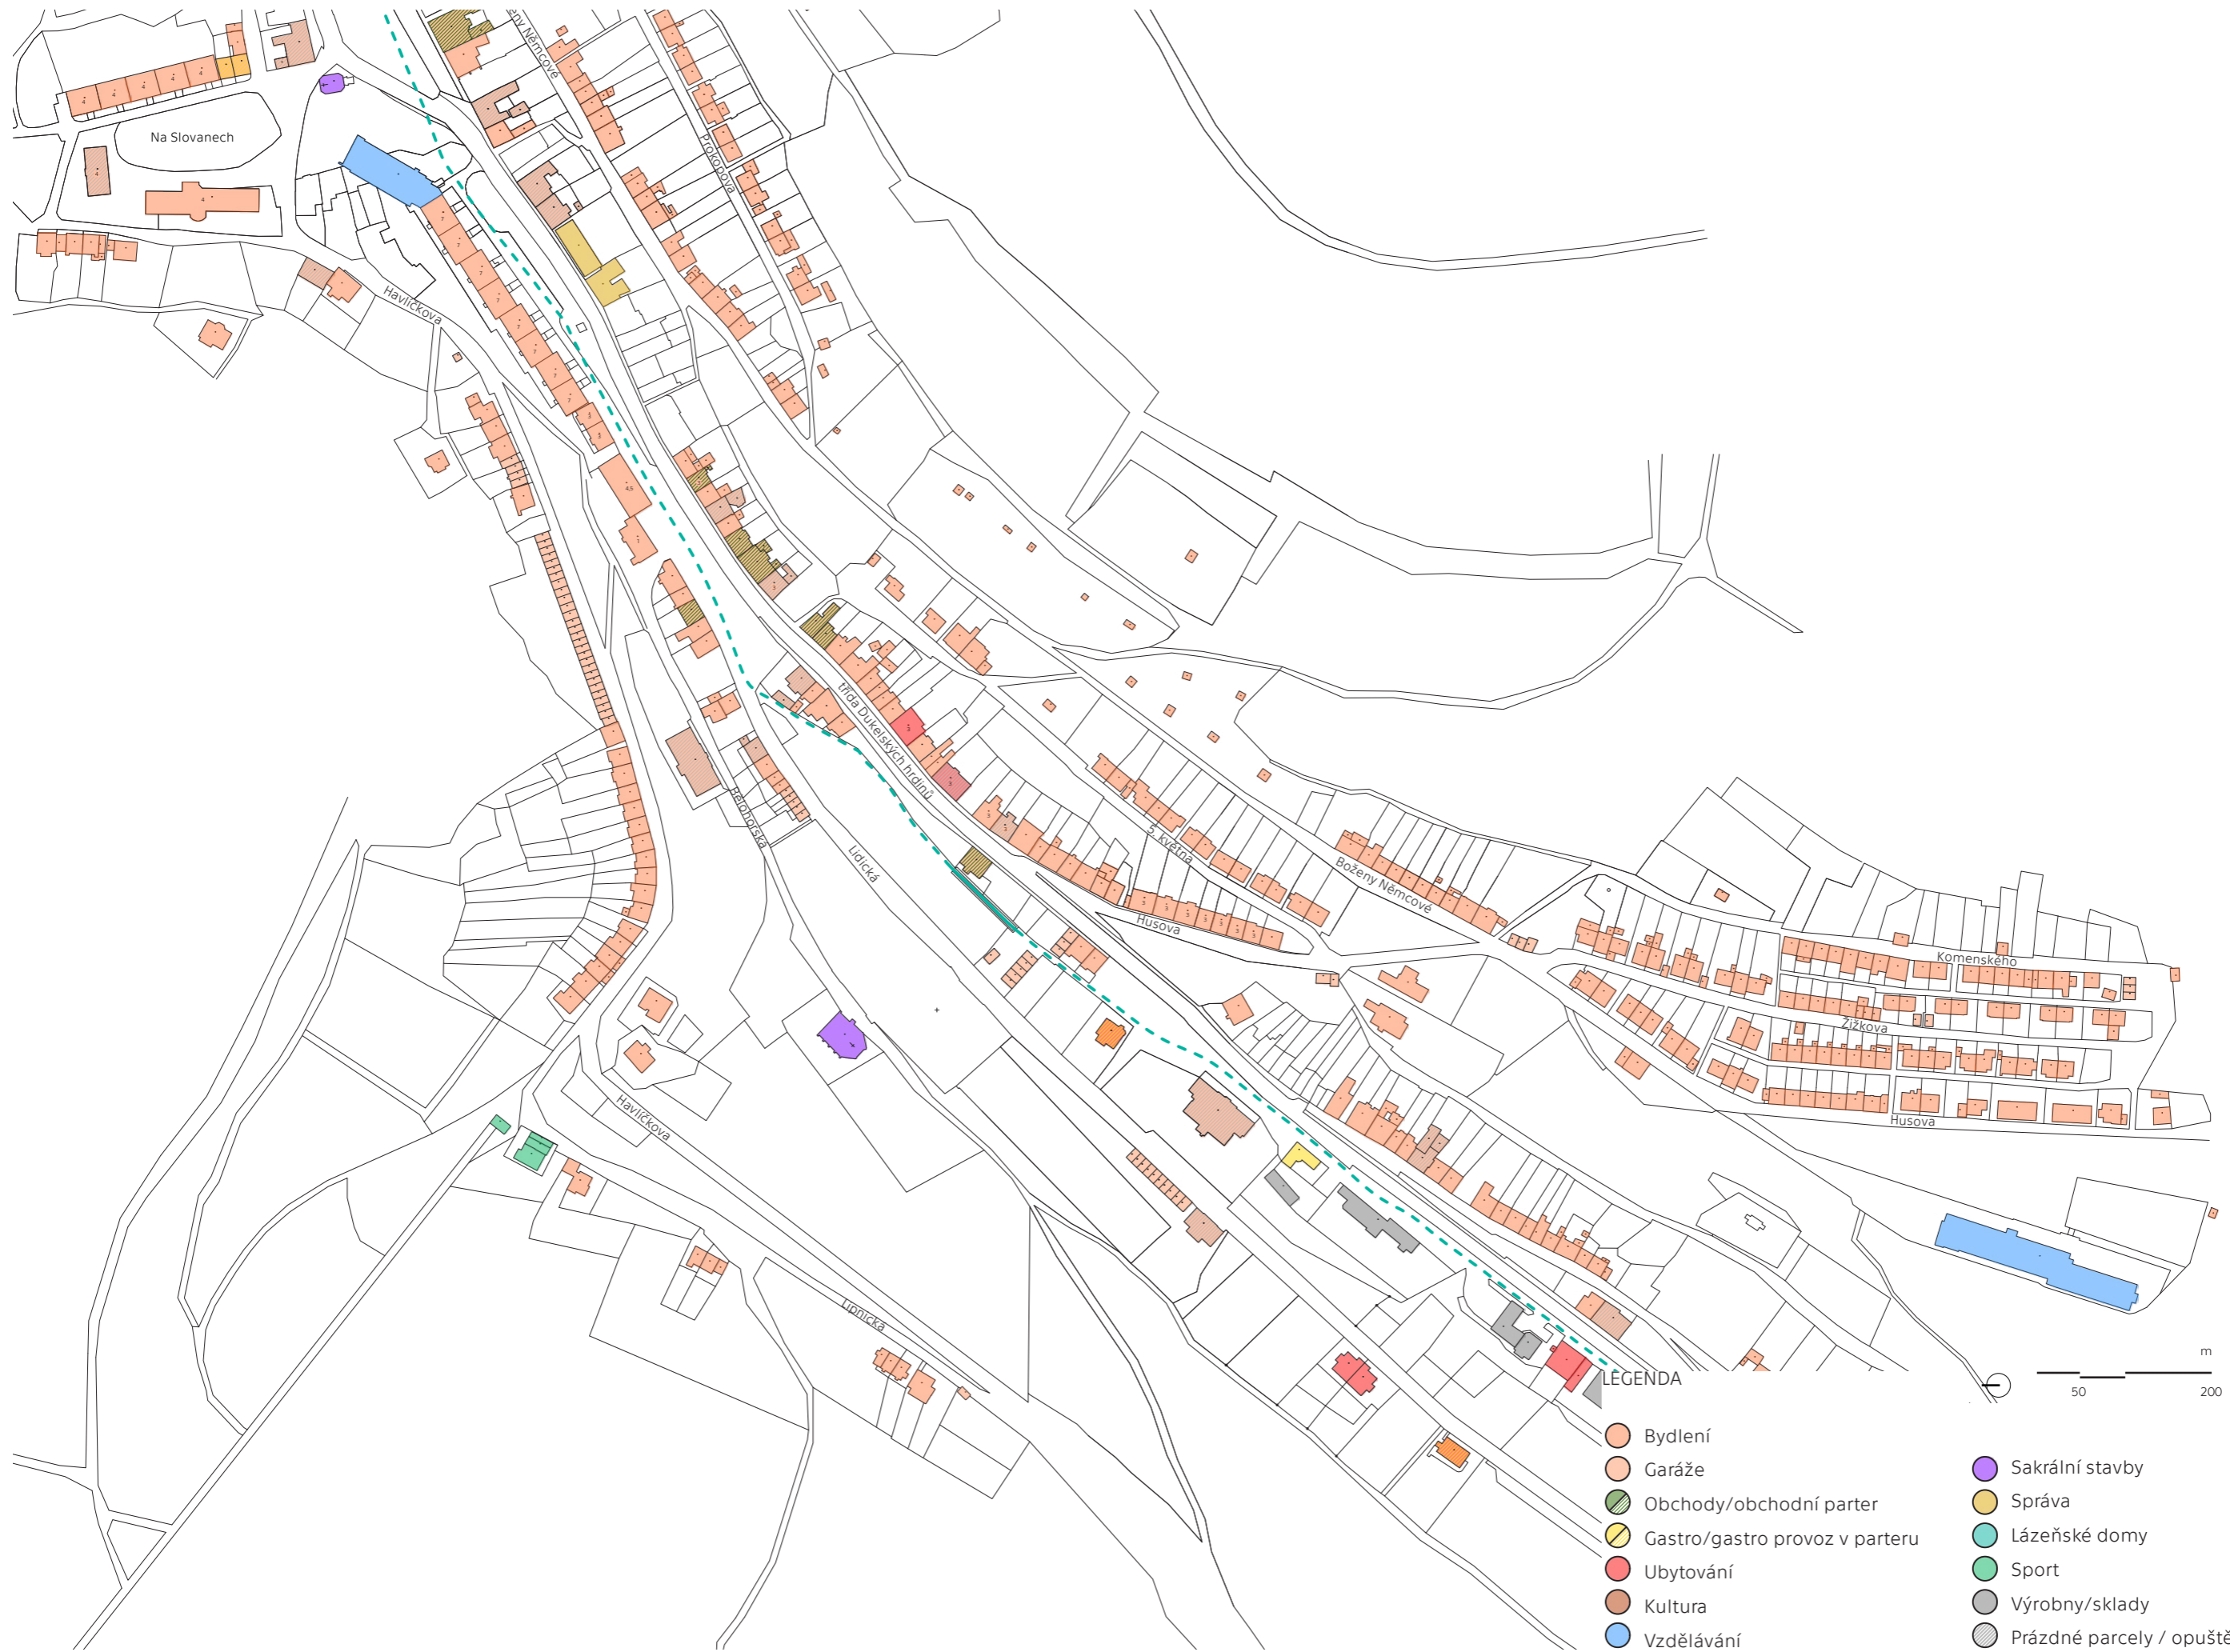 Němcové
Na Slovanech
Prokopova
Havlíčkova
třída Dukelských hrdinů
Bělohorská
Lidická
5. května
Boženy Němcové
Husova
Komenského
Žižkova
Husova
Havlíčkova
Lipnická
m
50 200
LEGENDA
Bydlení
Garáže
Obchody/obchodní parter
Gastro/gastro provoz v parteru
Ubytování
Kultura
Vzdělávání
Sakrální stavby
Správa
Lázeňské domy
Sport
Výrobny/sklady
Prázdné parcely / opuště